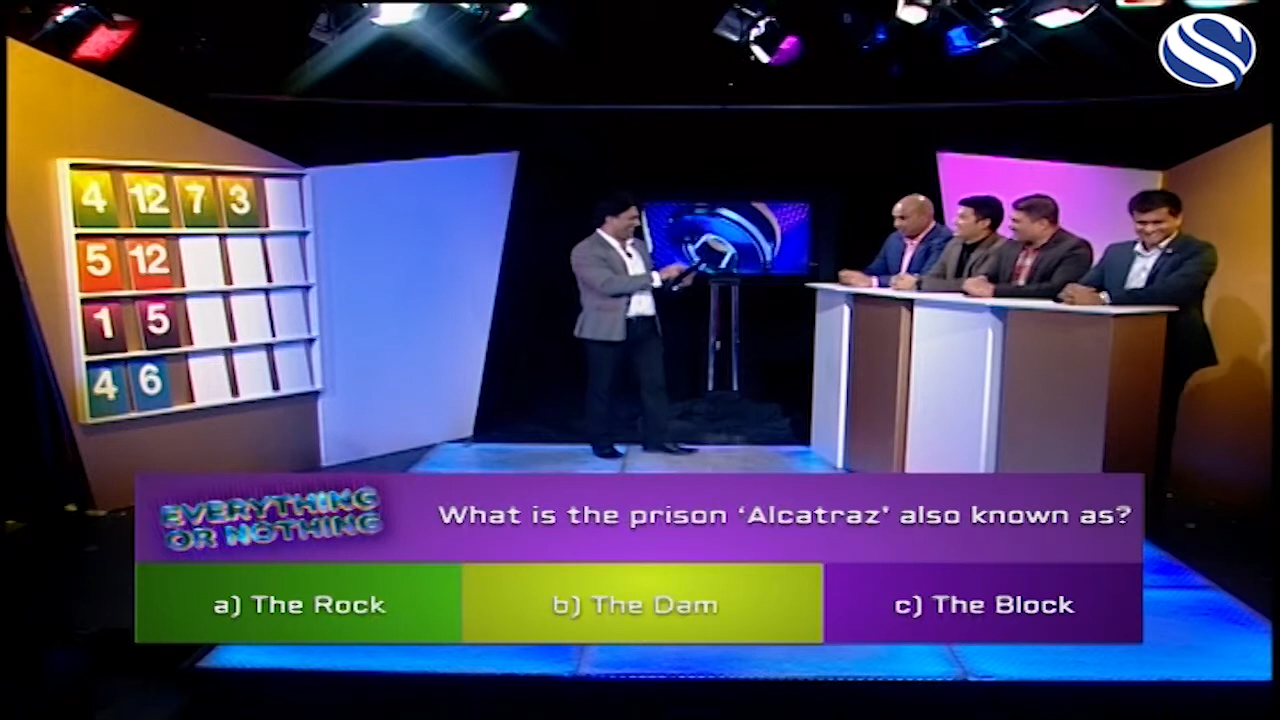 4 12 7 3
5 12
1 5
4 6
EVERYTHING
OR NOTHING
What is the prison ‘Alcatraz’ also known as?
a) The Rock
b) The Dam
c) The Block
S